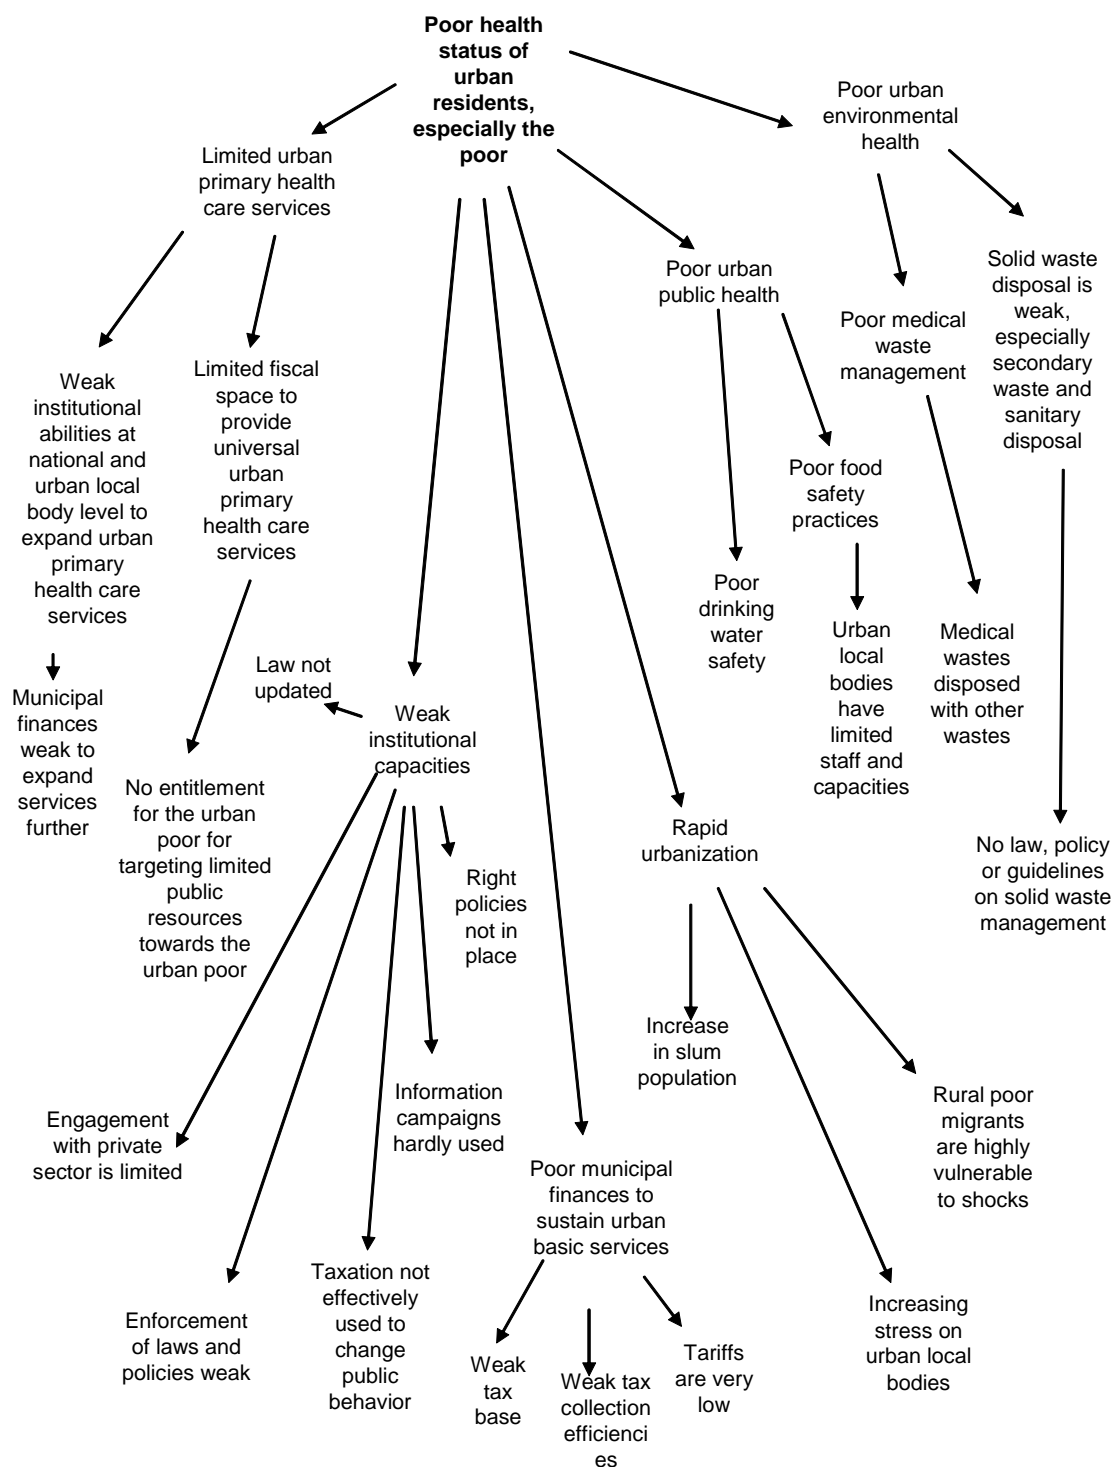 Poor health
status of
urban
residents,
especially the
poor
Limited urban
primary health
care services
Poor urban
environmental
health
Poor urban
public health
Solid waste
disposal is
weak,
especially
secondary
waste and
sanitary
disposal
Poor medical
waste
management
Weak
institutional
abilities at
national and
urban local
body level to
expand urban
primary
health care
services
Limited fiscal
space to
provide
universal
urban
primary
health care
services
Poor food
safety
practices
Poor
drinking
water
safety
Urban
local
bodies
have
limited
staff and
capacities
Medical
wastes
disposed
with other
wastes
Municipal
finances
weak to
expand
services
further
Law not
updated
Weak
institutional
capacities
No entitlement
for the urban
poor for
targeting limited
public
resources
towards the
urban poor
Right
policies
not in
place
Rapid
urbanization
No law, policy
or guidelines
on solid waste
management
Increase
in slum
population
Information
campaigns
hardly used
Rural poor
migrants
are highly
vulnerable
to shocks
Engagement
with private
sector is limited
Poor municipal
finances to
sustain urban
basic services
Enforcement
of laws and
policies weak
Taxation not
effectively
used to
change
public
behavior
Increasing
stress on
urban local
bodies
Weak
tax
base
Weak tax
collection
efficienci
es
Tariffs
are very
low